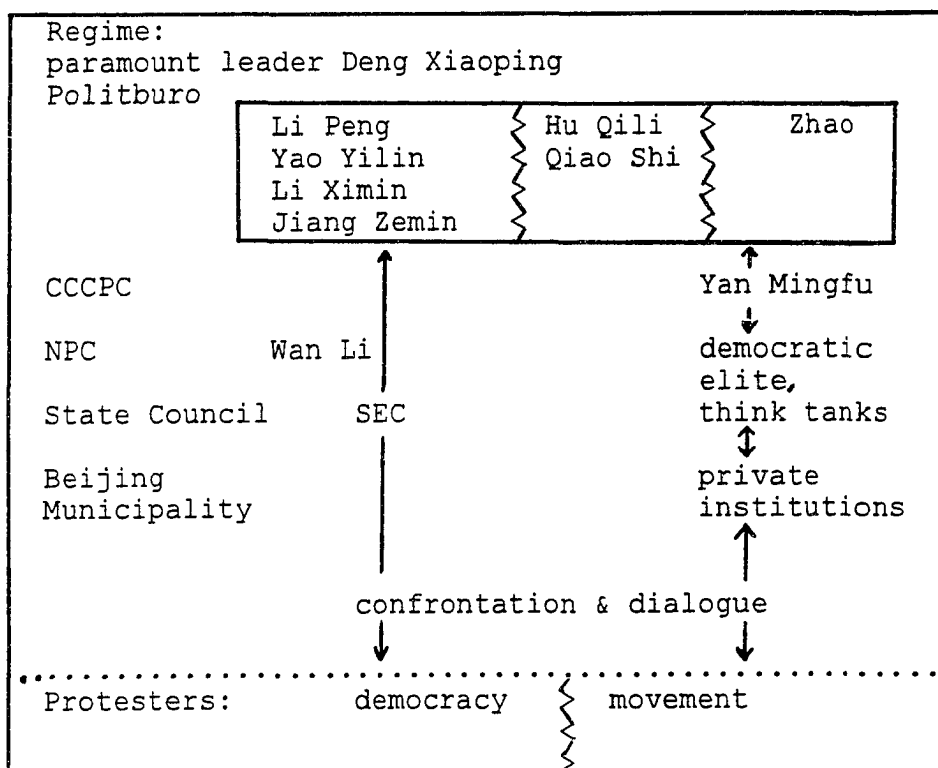 Regime:
paramount leader Deng Xiaoping
Politburo
Li Peng Hu Qili Zhao
Yao Yilin Qiao Shi
Li Ximin
Jiang Zemin
CCCPC Yan Mingfu
NPC Wan Li democratic
elite,
State Council SEC think tanks
Beijing private
Municipality institutions
confrontation & dialogue
Protesters: democracy movement